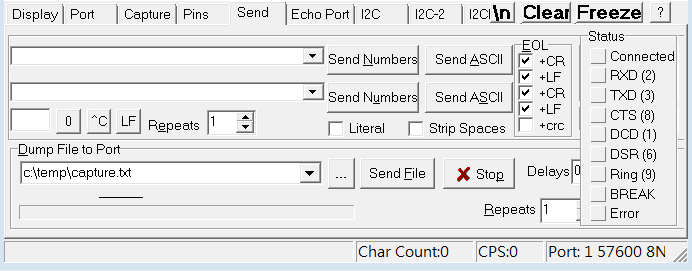 Display Port Capture Pins Send Echo Port I2C I2C-2 I2CI \n Clear Freeze ?
EOL Status
Send Numbers Send ASCII +CR Connected
+LF RXD (2)
Send Numbers Send ASCII +CR TXD (3)
0 ^C LF Repeats 1 +LF CTS (8)
Literal Strip Spaces +crc DCD (1)
Dump File to Port DSR (6)
c:\temp\capture.txt ... Send File Stop Delays 0 Ring (9)
BREAK
Repeats 1 Error
Char Count:0 CPS:0 Port: 1 57600 8N